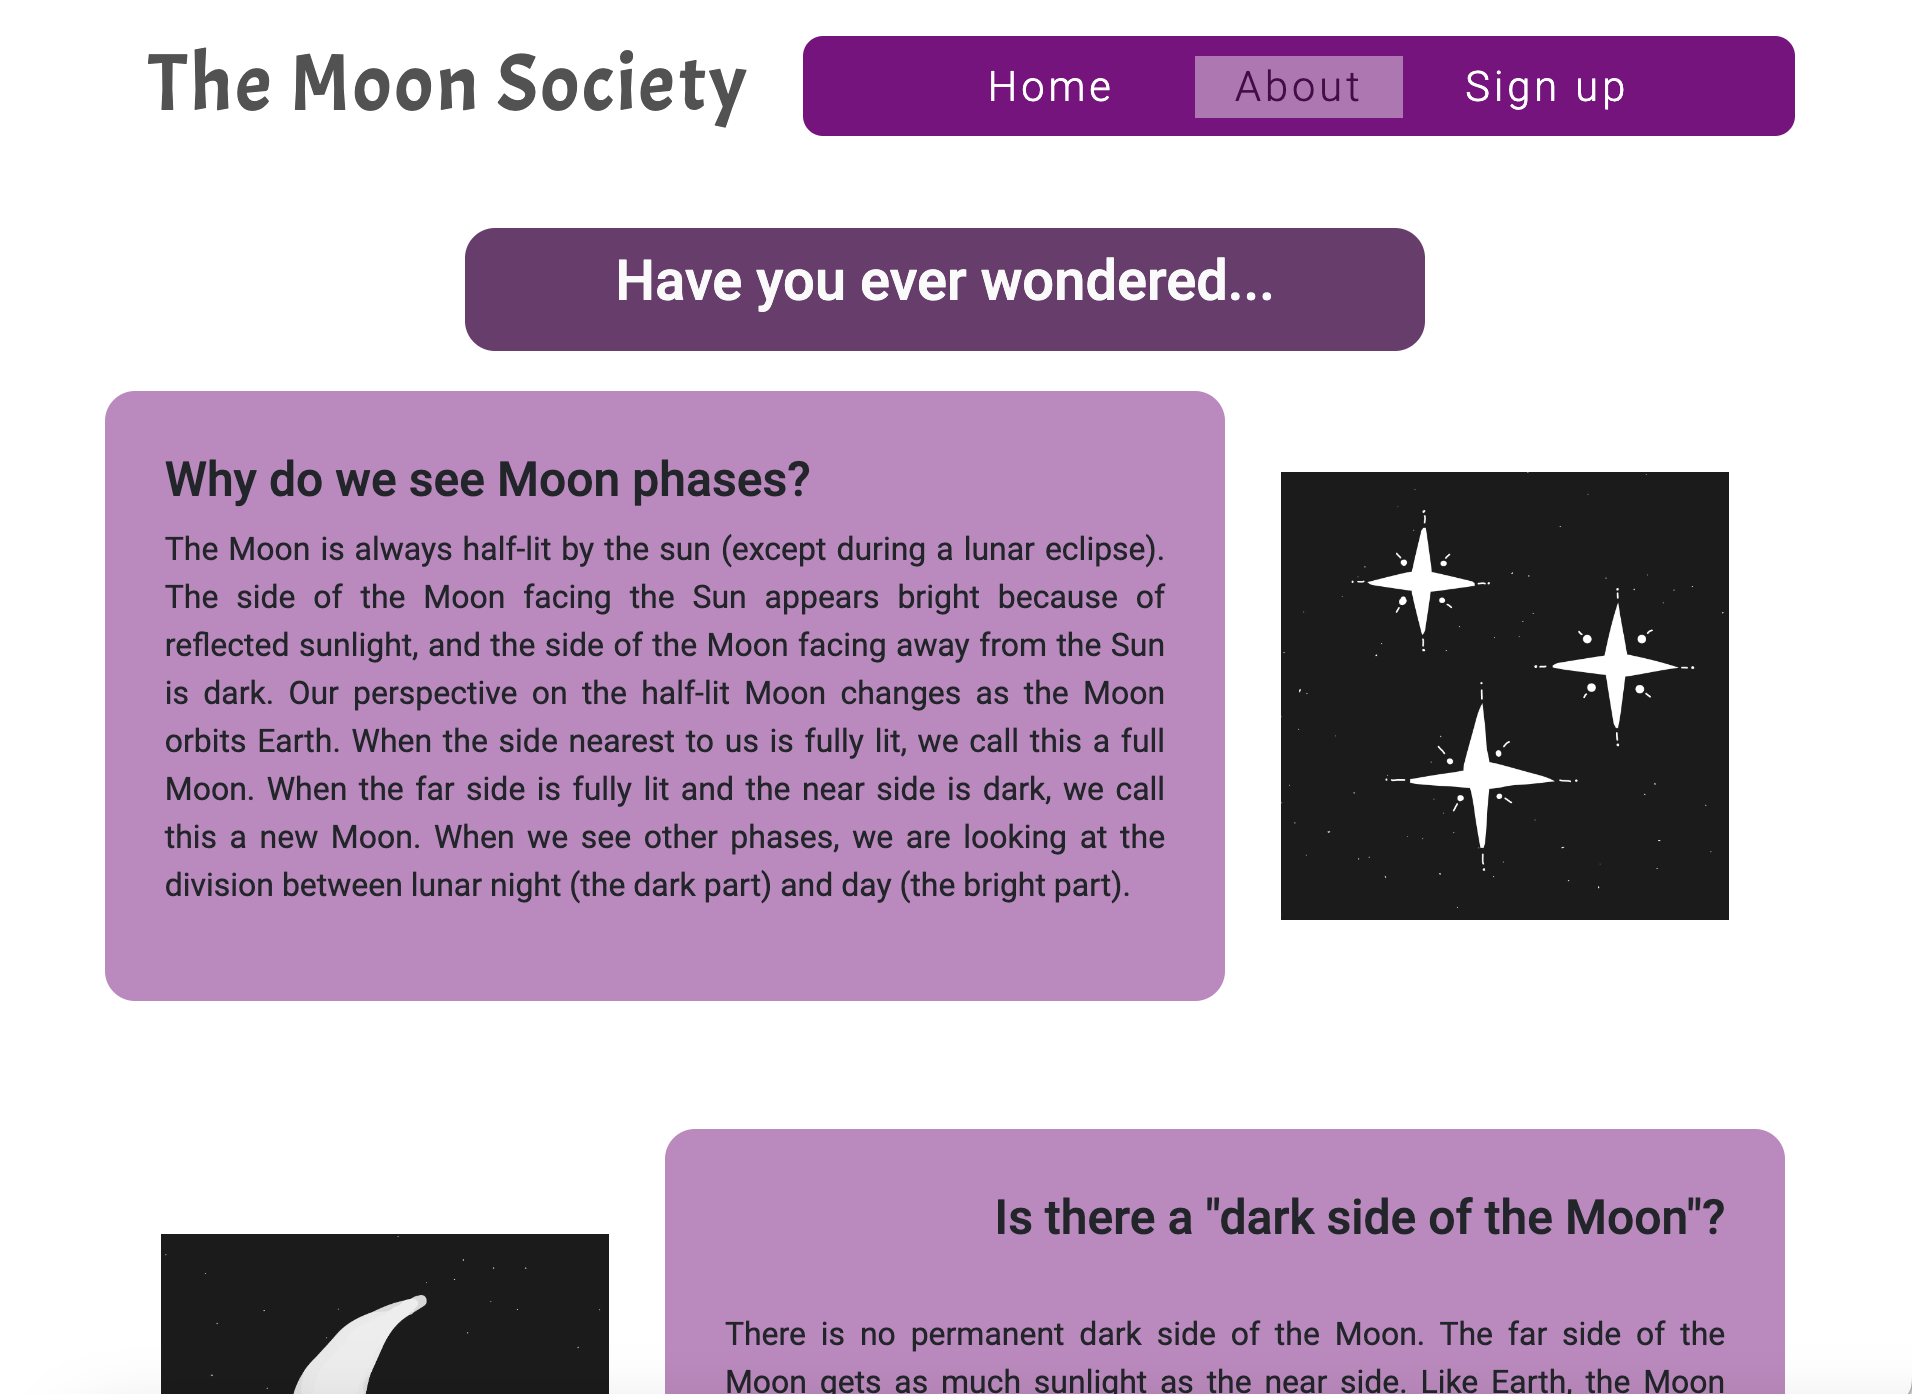 The Moon Society
Home About Sign up
Have you ever wondered...
Why do we see Moon phases?
The Moon is always half-lit by the sun (except during a lunar eclipse).
The side of the Moon facing the Sun appears bright because of
reflected sunlight, and the side of the Moon facing away from the Sun
is dark. Our perspective on the half-lit Moon changes as the Moon
orbits Earth. When the side nearest to us is fully lit, we call this a full
Moon. When the far side is fully lit and the near side is dark, we call
this a new Moon. When we see other phases, we are looking at the
division between lunar night (the dark part) and day (the bright part).
Is there a "dark side of the Moon"?
There is no permanent dark side of the Moon. The far side of the
Moon gets as much sunlight as the near side. Like Earth, the Moon